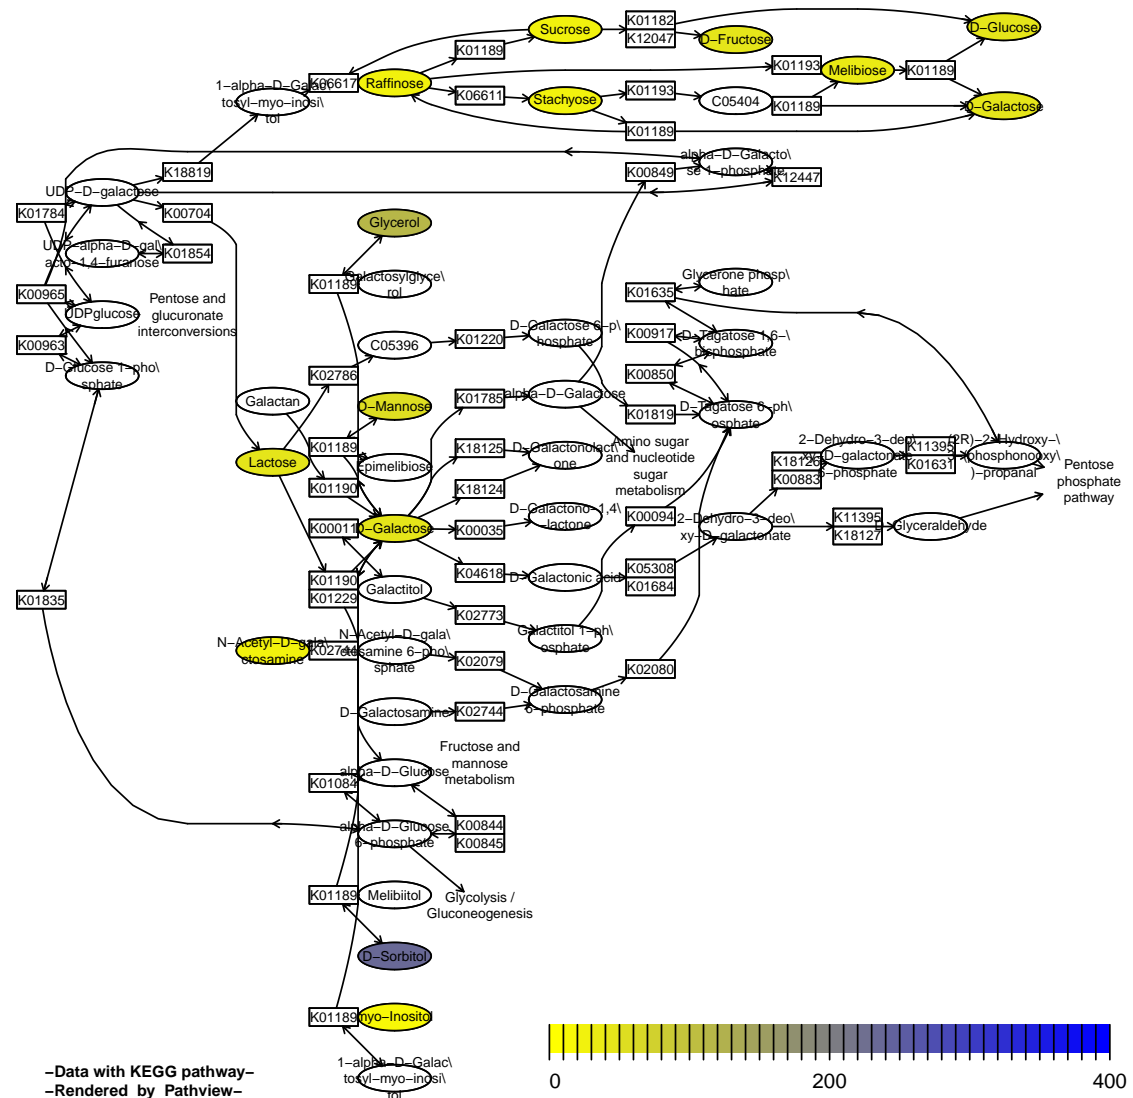 K01182
K12047
Sucrose
D−Fructose
D−Glucose
K01189
K01193
Melibiose
K01189
1−alpha−D−Galac\
tosyl−myo−inosi\
tol
K06617
Raffinose
K06611
Stachyose
K01193
C05404
K01189
D−Galactose
K01189
K18819
K00849
alpha−D−Galacto\
se 1−phosphate
K12447
UDP−D−galactose
K01784
K00704
Glycerol
UDP−alpha−D−gal\
acto−1,4−furanose
K01854
K01189
Galactosylglyce\
rol
K01635
Glycerone phosp\
hate
K00965
UDPglucose
Pentose and
glucuronate
interconversions
K00963
D−Glucose 1−pho\
sphate
C05396
K01220
D−Galactose 6−p\
hosphate
K00917
D−Tagatose 1,6−\
bisphosphate
K00850
K02786
Galactan
D−Mannose
K01785
alpha−D−Galactose
K01819
D−Tagatose 6−ph\
osphate
K01189
Epimelibiose
K18125
D−Galactonolact\
one
Amino sugar
and nucleotide
sugar
metabolism
Lactose
K01190
K18124
K18126
K00883
2−Dehydro−3−deo\
xy−D−galactonate
6−phosphate
K11395
K01631
(2R)−2−Hydroxy−\
(phosphonooxy\
)−propanal
Pentose
phosphate
pathway
K00011
D−Galactose
K00035
D−Galactono−1,4\
−lactone
K00094
2−Dehydro−3−deo\
xy−D−galactonate
K11395
K18127
D−Glyceraldehyde
K01190
K01229
Galactitol
K04618
D−Galactonic acid
K05308
K01684
K01835
K02773
Galactitol 1−ph\
osphate
N−Acetyl−D−gala\
ctosamine
K02744
N−Acetyl−D−gala\
ctosamine 6−pho\
sphate
K02079
K02080
D−Galactosamine
K02744
D−Galactosamine
6−phosphate
Fructose and
mannose
metabolism
K01084
alpha−D−Glucose
alpha−D−Glucose
6−phosphate
K00844
K00845
K01189
Melibiitol
Glycolysis /
Gluconeogenesis
D−Sorbitol
K01189
myo−Inositol
1−alpha−D−Galac\
tosyl−myo−inosi\
tol
−Data with KEGG pathway−
−Rendered by Pathview−
0
200
400